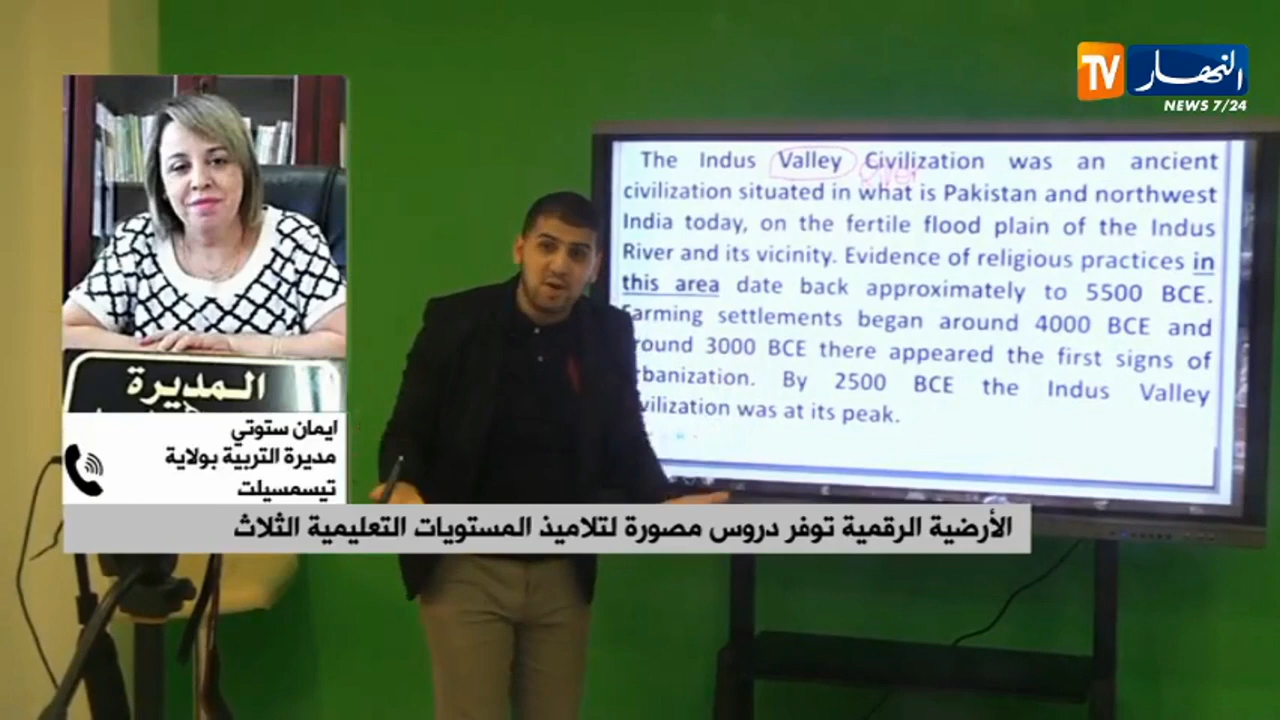 النهار TV
NEWS 7/24
The Indus Valley Civilization was an ancient
civilization situated in what is Pakistan and northwest
India today, on the fertile flood plain of the Indus
River and its vicinity. Evidence of religious practices in
this area date back approximately to 5500 BCE.
Farming settlements began around 4000 BCE and
around 3000 BCE there appeared the first signs of
urbanization. By 2500 BCE the Indus Valley
Civilization was at its peak.
المديرة
ايمان ستوتي
مديرة التربية بولاية
تيسمسيلت
الأرضية الرقمية توفر دروس مصورة لتلاميذ المستويات التعليمية الثلاث